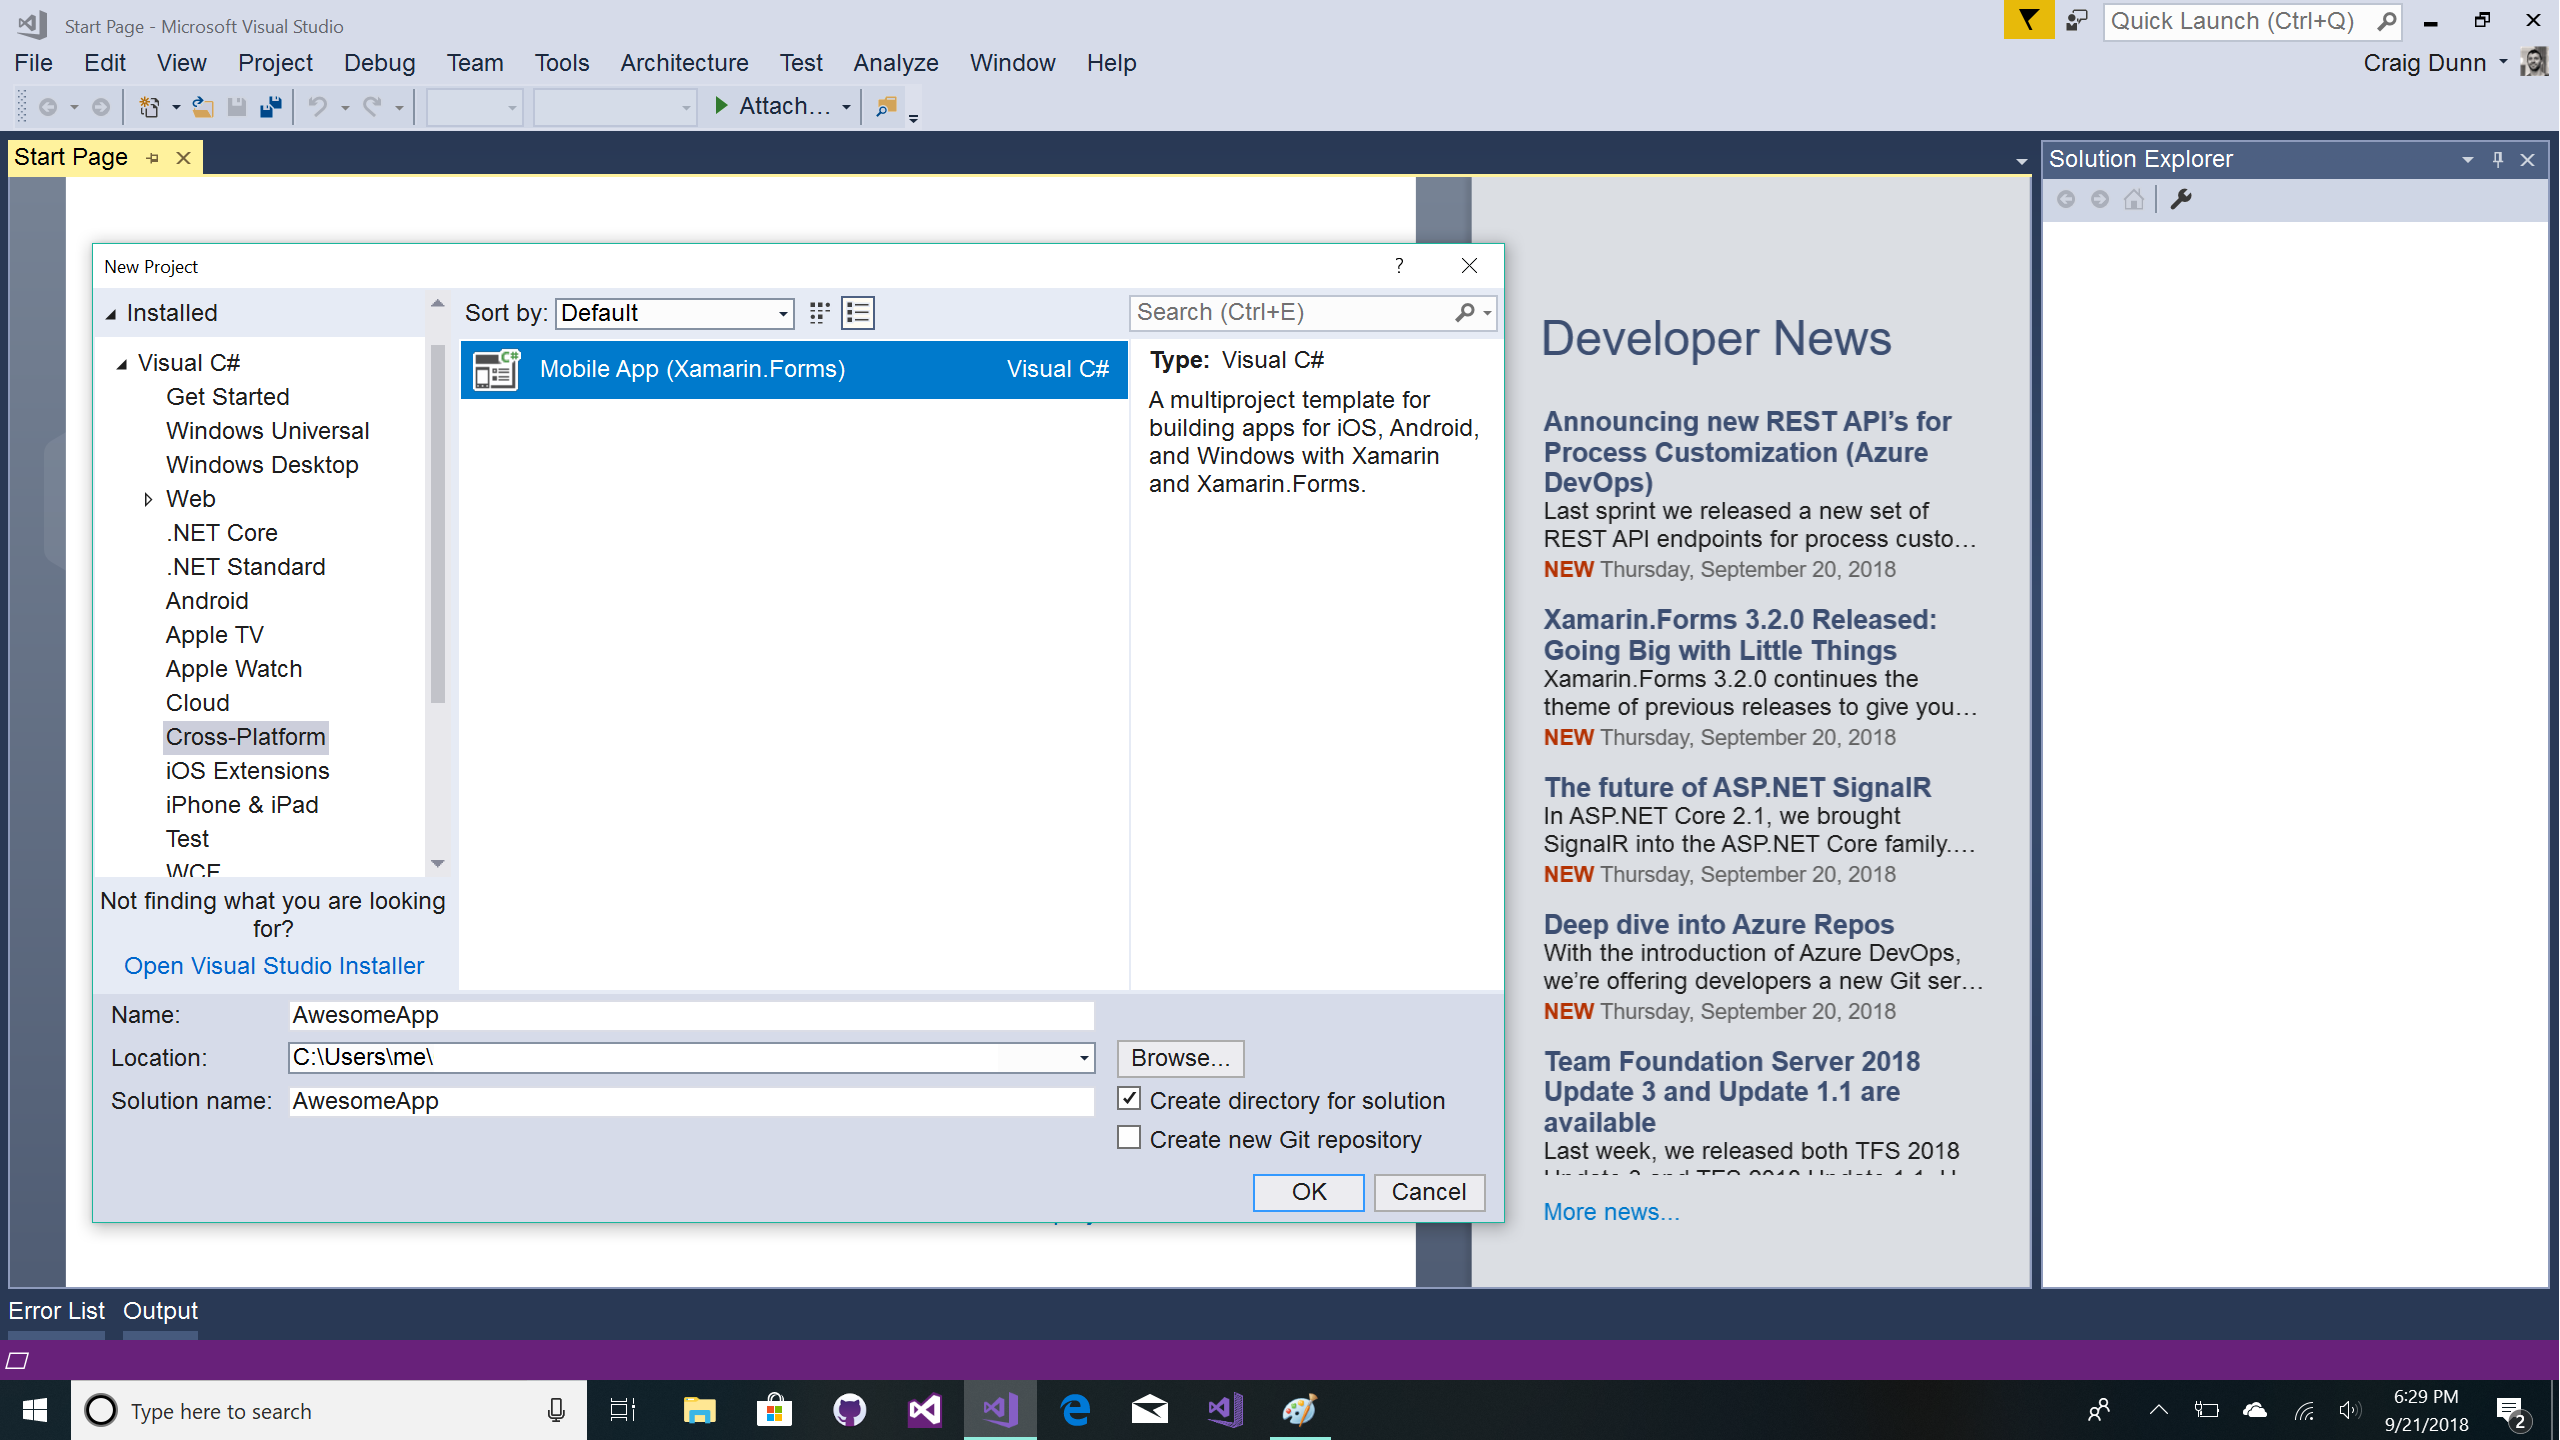 Start Page - Microsoft Visual Studio
Quick Launch (Ctrl+Q)
File Edit View Project Debug Team Tools Architecture Test Analyze Window Help
Craig Dunn
Attach...
Start Page
Solution Explorer
New Project
?
Installed
Sort by: Default
Search (Ctrl+E)
Visual C#
Get Started
Windows Universal
Windows Desktop
Web
.NET Core
.NET Standard
Android
Apple TV
Apple Watch
Cloud
Cross-Platform
iOS Extensions
iPhone & iPad
Test
WCF
Not finding what you are looking
for?
Open Visual Studio Installer
C#
Mobile App (Xamarin.Forms) Visual C#
Type: Visual C#
A multiproject template for
building apps for iOS, Android,
and Windows with Xamarin
and Xamarin.Forms.
Name: AwesomeApp
Location: C:\Users\me\
Browse...
Solution name: AwesomeApp
Create directory for solution
Create new Git repository
OK Cancel
Developer News
Announcing new REST API’s for
Process Customization (Azure
DevOps)
Last sprint we released a new set of
REST API endpoints for process custo…
NEW Thursday, September 20, 2018
Xamarin.Forms 3.2.0 Released:
Going Big with Little Things
Xamarin.Forms 3.2.0 continues the
theme of previous releases to give you…
NEW Thursday, September 20, 2018
The future of ASP.NET SignalR
In ASP.NET Core 2.1, we brought
SignalR into the ASP.NET Core family.…
NEW Thursday, September 20, 2018
Deep dive into Azure Repos
With the introduction of Azure DevOps,
we’re offering developers a new Git ser…
NEW Thursday, September 20, 2018
Team Foundation Server 2018
Update 3 and Update 1.1 are
available
Last week, we released both TFS 2018
Update 3 and TFS 2018 Update 1.1.
More news...
Error List Output
Type here to search
6:29 PM
9/21/2018
2